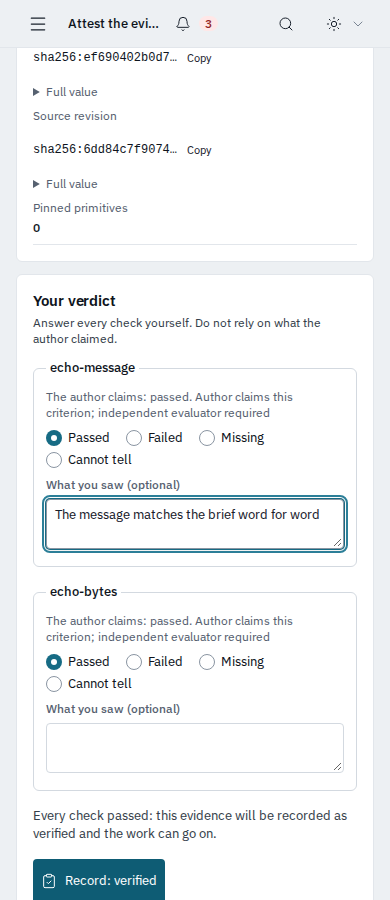 Attest the evi...
3
sha256:ef690402b0d7… Copy
Full value
Source revision
sha256:6dd84c7f9074… Copy
Full value
Pinned primitives
0
Your verdict
Answer every check yourself. Do not rely on what the
author claimed.
echo-message
The author claims: passed. Author claims this
criterion; independent evaluator required
Passed Failed Missing
Cannot tell
What you saw (optional)
The message matches the brief word for word
echo-bytes
The author claims: passed. Author claims this
criterion; independent evaluator required
Passed Failed Missing
Cannot tell
What you saw (optional)
Every check passed: this evidence will be recorded as
verified and the work can go on.
Record: verified